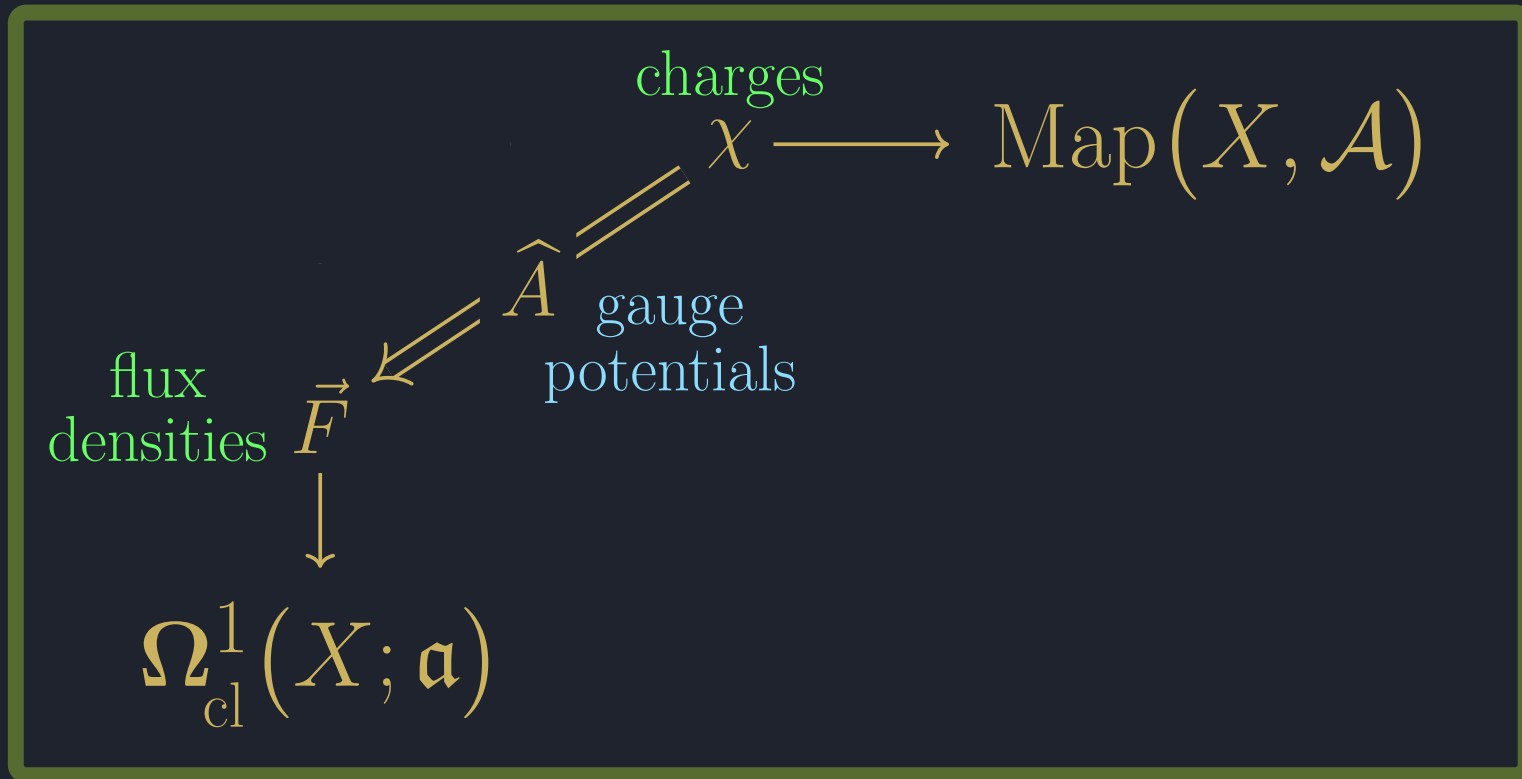 charges
χ ⟶ Map(X, 𝒜)
Â gauge
potentials
flux
densities F⃗
Ω¹_cl(X; 𝔞)